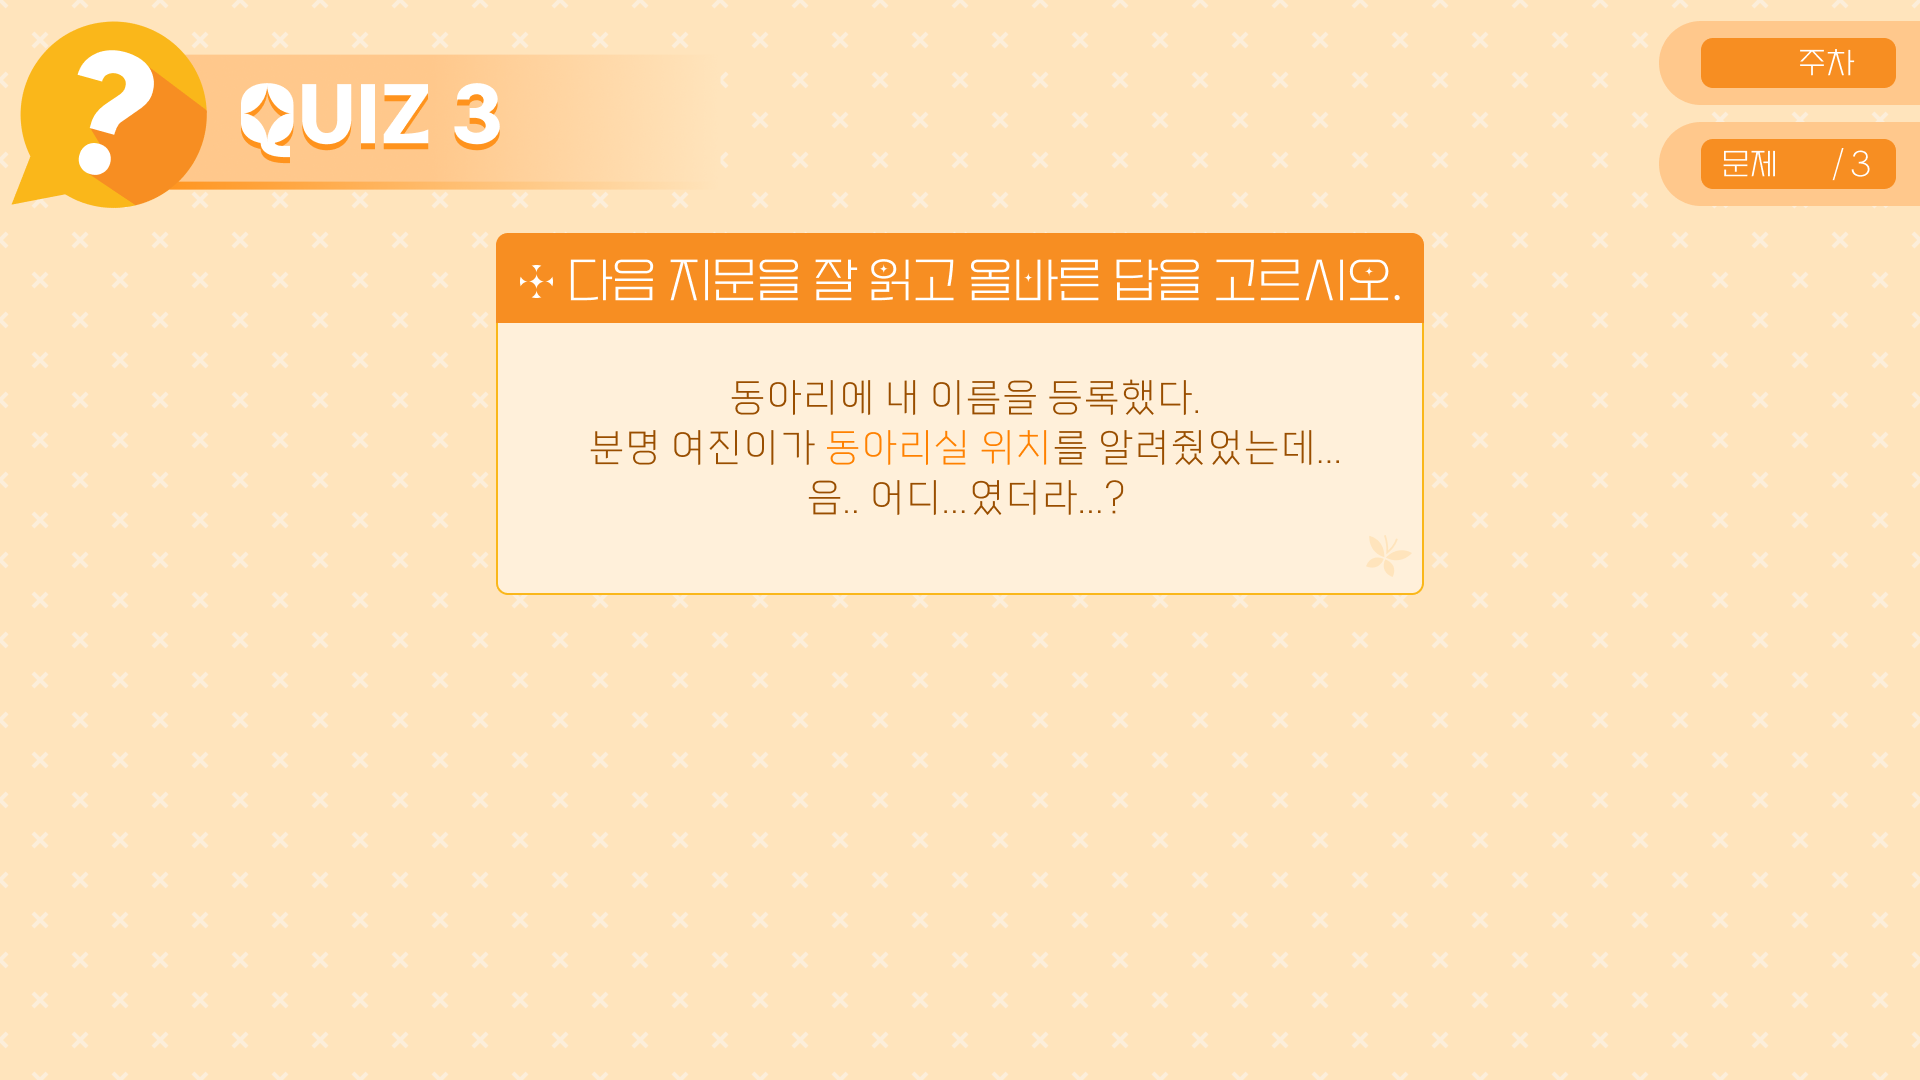 QUIZ 3
주차
문제 / 3
다음 지문을 잘 읽고 올바른 답을 고르시오.
동아리에 내 이름을 등록했다.
분명 여진이가 동아리실 위치를 알려줬었는데...
음.. 어디...였더라...?